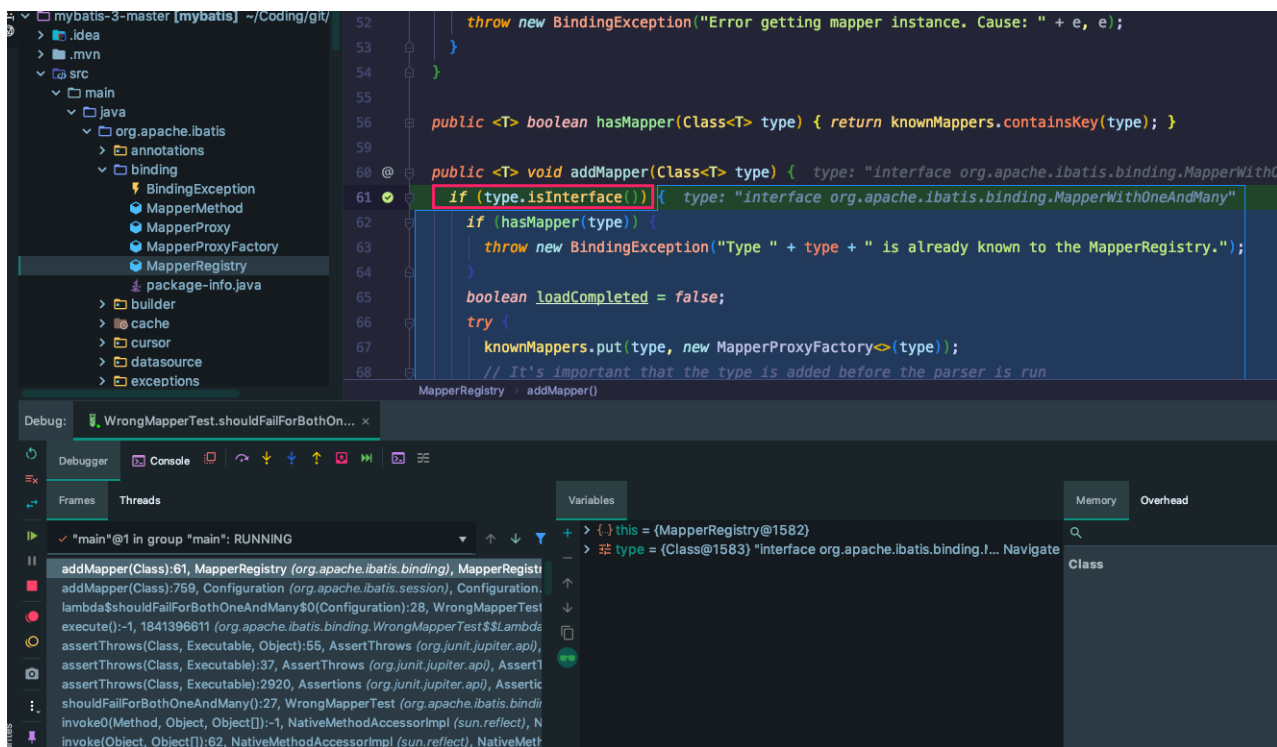 mybatis-3-master [mybatis] ~/Coding/git/
.idea
.mvn
src
main
java
org.apache.ibatis
annotations
binding
BindingException
MapperMethod
MapperProxy
MapperProxyFactory
MapperRegistry
package-info.java
builder
cache
cursor
datasource
exceptions
52 throw new BindingException("Error getting mapper instance. Cause: " + e, e);
53 }
54 }
55
56 public <T> boolean hasMapper(Class<T> type) { return knownMappers.containsKey(type); }
59
60 @ public <T> void addMapper(Class<T> type) { type: "interface org.apache.ibatis.binding.MapperWithO
61 if (type.isInterface()) { type: "interface org.apache.ibatis.binding.MapperWithOneAndMany"
62 if (hasMapper(type)) {
63 throw new BindingException("Type " + type + " is already known to the MapperRegistry.");
64 }
65 boolean loadCompleted = false;
66 try {
67 knownMappers.put(type, new MapperProxyFactory<>(type));
68 // It's important that the type is added before the parser is run
MapperRegistry › addMapper()
Debug: WrongMapperTest.shouldFailForBothOn... ×
Debugger Console
Frames Threads
"main"@1 in group "main": RUNNING
addMapper(Class):61, MapperRegistry (org.apache.ibatis.binding), MapperRegistr
addMapper(Class):759, Configuration (org.apache.ibatis.session), Configuration.
lambda$shouldFailForBothOneAndMany$0(Configuration):28, WrongMapperTest
execute():-1, 1841396611 (org.apache.ibatis.binding.WrongMapperTest$$Lambda
assertThrows(Class, Executable, Object):55, AssertThrows (org.junit.jupiter.api),
assertThrows(Class, Executable):37, AssertThrows (org.junit.jupiter.api), AssertT
assertThrows(Class, Executable):2920, Assertions (org.junit.jupiter.api), Assertic
shouldFailForBothOneAndMany():27, WrongMapperTest (org.apache.ibatis.bindir
invoke0(Method, Object, Object[]):-1, NativeMethodAccessorImpl (sun.reflect), N
invoke(Object, Object[]):62, NativeMethodAccessorImpl (sun.reflect), NativeMeth
Variables
this = {MapperRegistry@1582}
type = {Class@1583} "interface org.apache.ibatis.binding.M... Navigate
Memory Overhead
Class